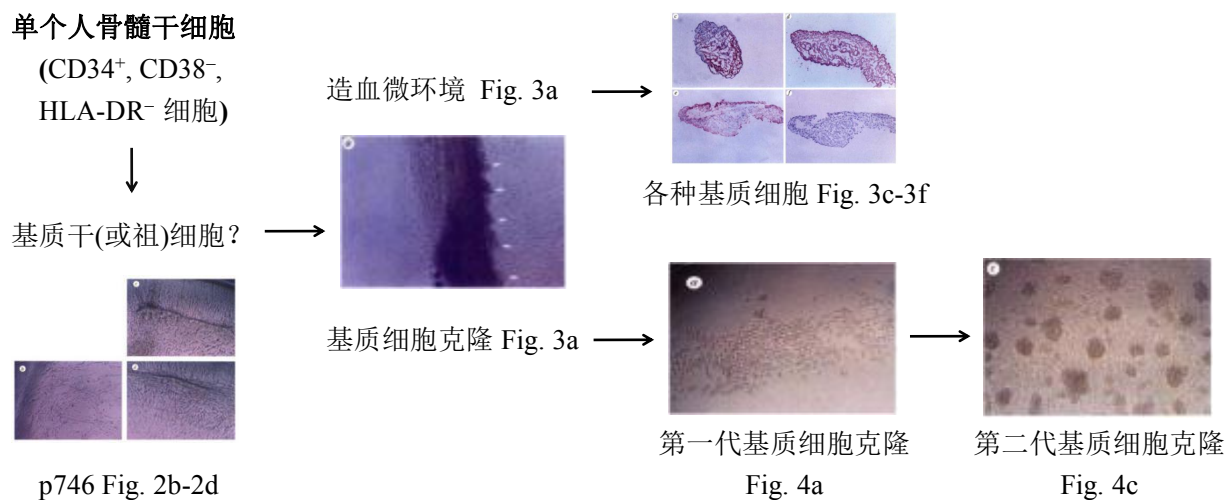 单个人骨髓干细胞
(CD34⁺, CD38⁻,
HLA-DR⁻ 细胞)
基质干(或祖)细胞？
p746 Fig. 2b-2d
造血微环境 Fig. 3a
基质细胞克隆 Fig. 3a
各种基质细胞 Fig. 3c-3f
第一代基质细胞克隆
Fig. 4a
第二代基质细胞克隆
Fig. 4c